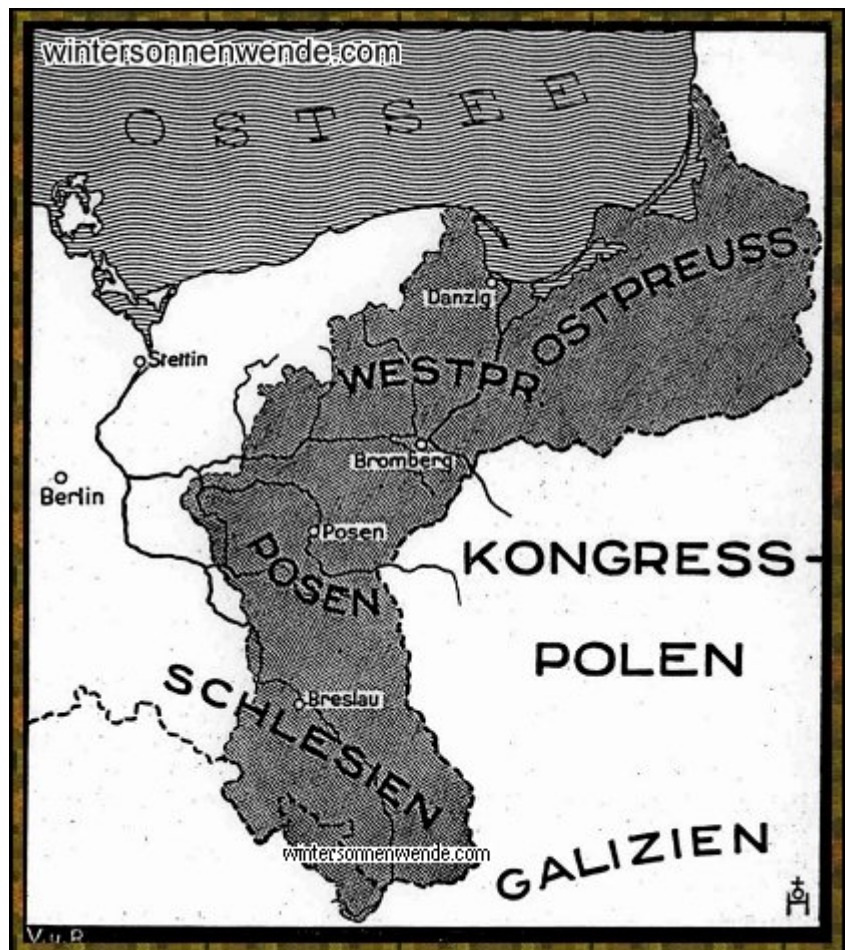 wintersonnenwende.com
OSTSEE
Danzig
OSTPREUSS.
Stettin
WESTPR.
Bromberg
Berlin
Posen
POSEN
KONGRESS-
POLEN
SCHLESIEN
Breslau
wintersonnenwende.com
GALIZIEN
V. u. R.